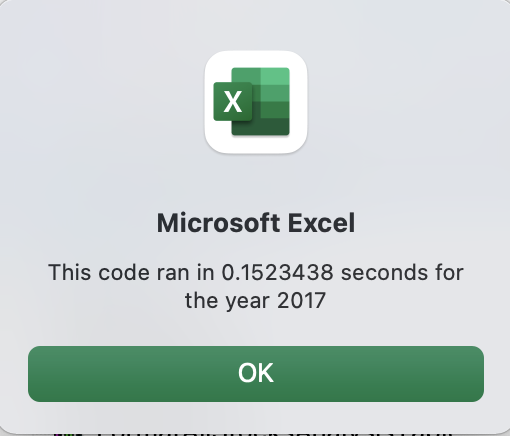 X
Microsoft Excel
This code ran in 0.1523438 seconds for
the year 2017
OK